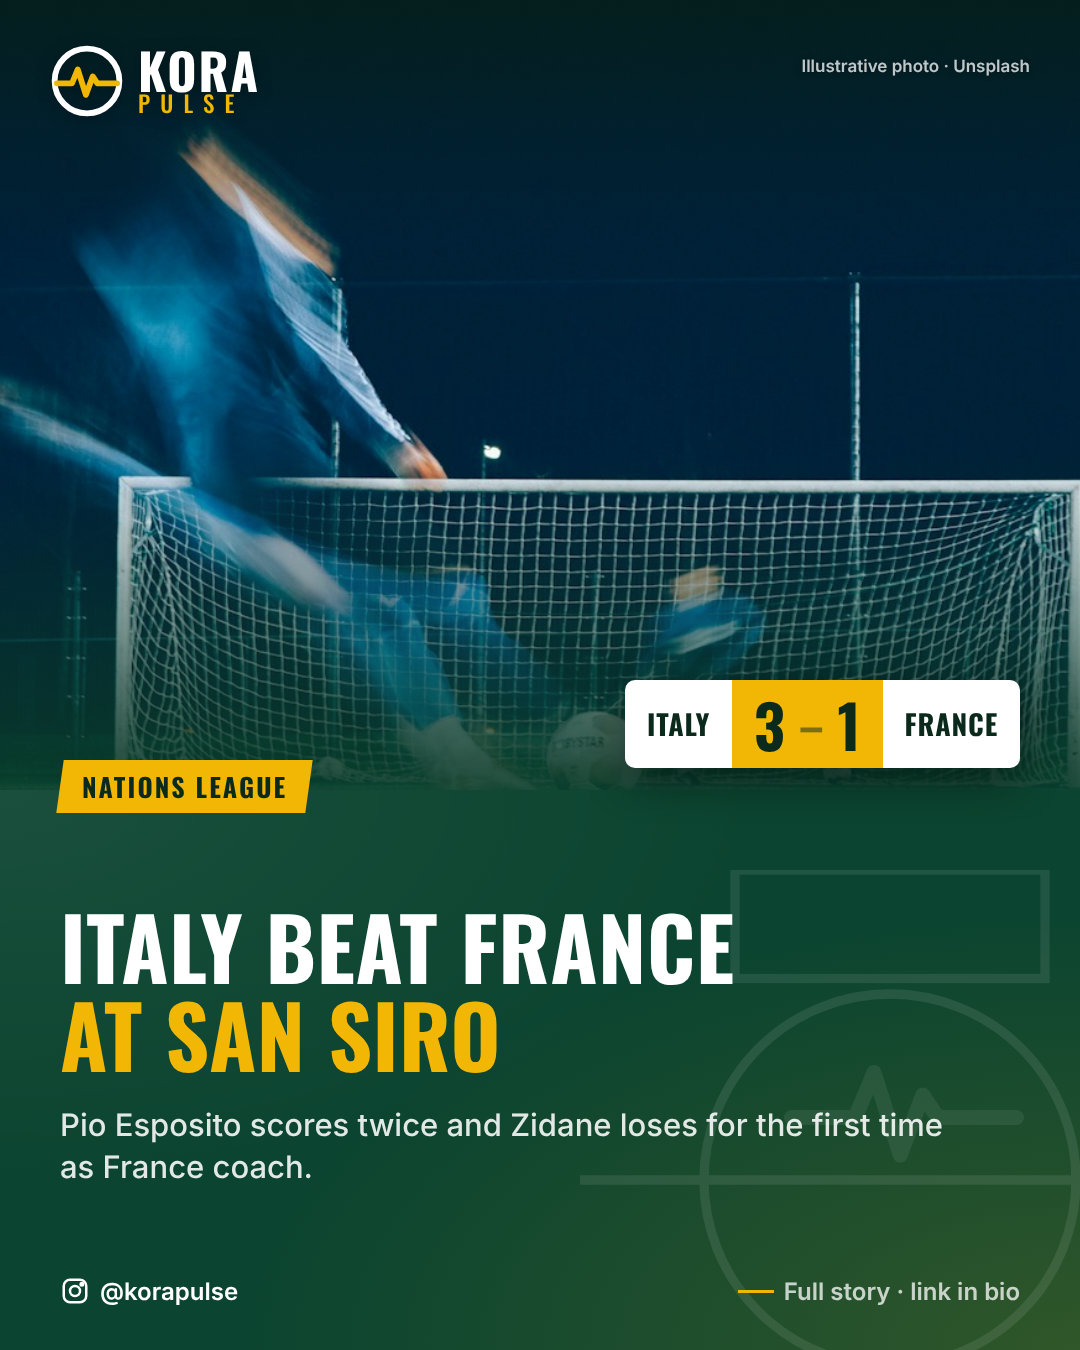 KORA
PULSE
Illustrative photo · Unsplash
ITALY 3 – 1 FRANCE
NATIONS LEAGUE
ITALY BEAT FRANCE
AT SAN SIRO
Pio Esposito scores twice and Zidane loses for the first time
as France coach.
@korapulse
Full story · link in bio